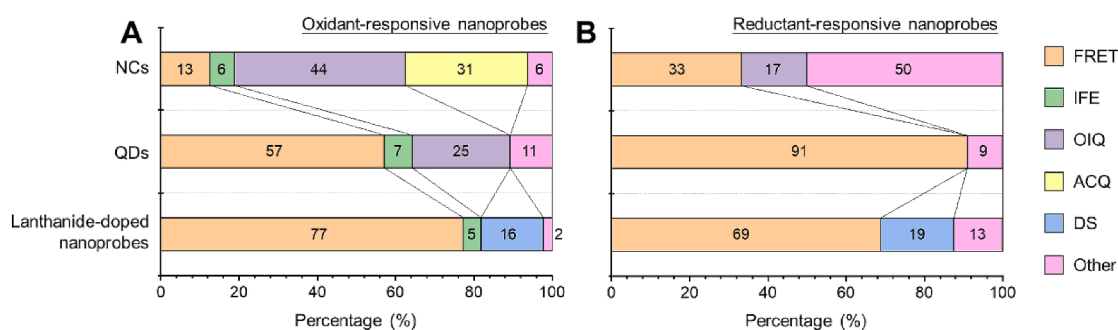 A
Oxidant-responsive nanoprobes
NCs
13 6 44 31 6
QDs
57 7 25 11
Lanthanide-doped
nanoprobes
77 5 16 2
0 20 40 60 80 100
Percentage (%)
B
Reductant-responsive nanoprobes
33 17 50
91 9
69 19 13
0 20 40 60 80 100
Percentage (%)
FRET
IFE
OIQ
ACQ
DS
Other